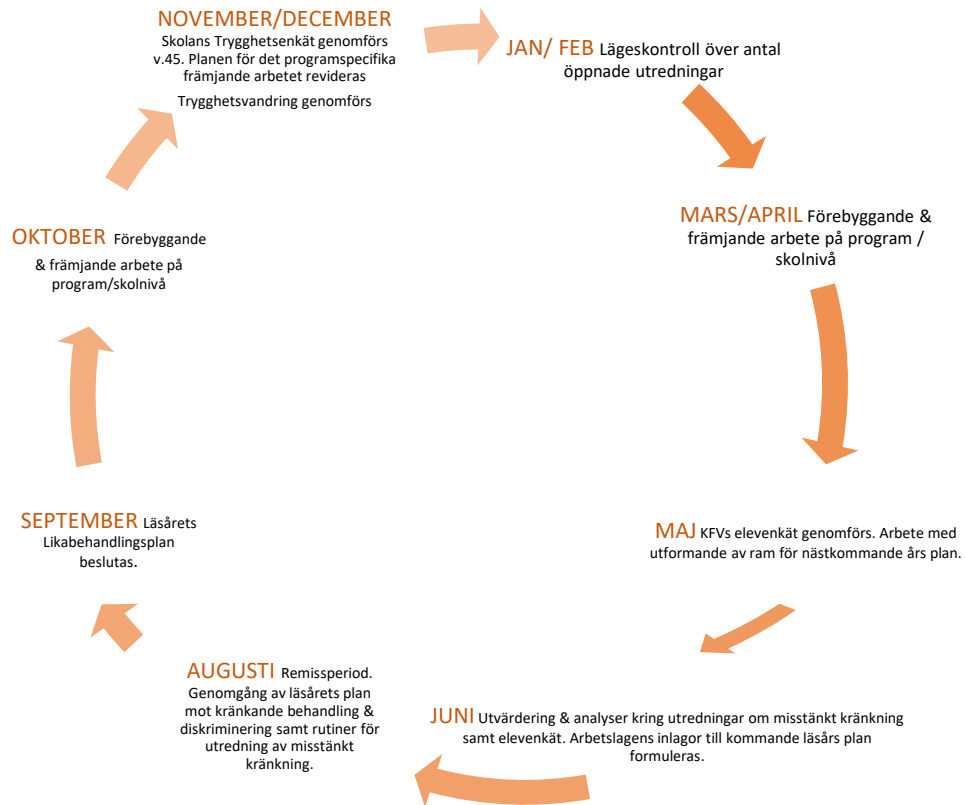 NOVEMBER/DECEMBER
Skolans Trygghetsenkät genomförs
v.45. Planen för det programspecifika
främjande arbetet revideras
Trygghetsvandring genomförs
JAN/ FEB Lägeskontroll över antal
öppnade utredningar
MARS/APRIL Förebyggande &
främjande arbete på program /
skolnivå
MAJ KFVs elevenkät genomförs. Arbete med
utformande av ram för nästkommande års plan.
JUNI Utvärdering & analyser kring utredningar om misstänkt kränkning
samt elevenkät. Arbetslagens inlagor till kommande läsårs plan
formuleras.
AUGUSTI Remissperiod.
Genomgång av läsårets plan
mot kränkande behandling &
diskriminering samt rutiner för
utredning av misstänkt
kränkning.
SEPTEMBER Läsårets
Likabehandlingsplan
beslutas.
OKTOBER Förebyggande
& främjande arbete på
program/skolnivå